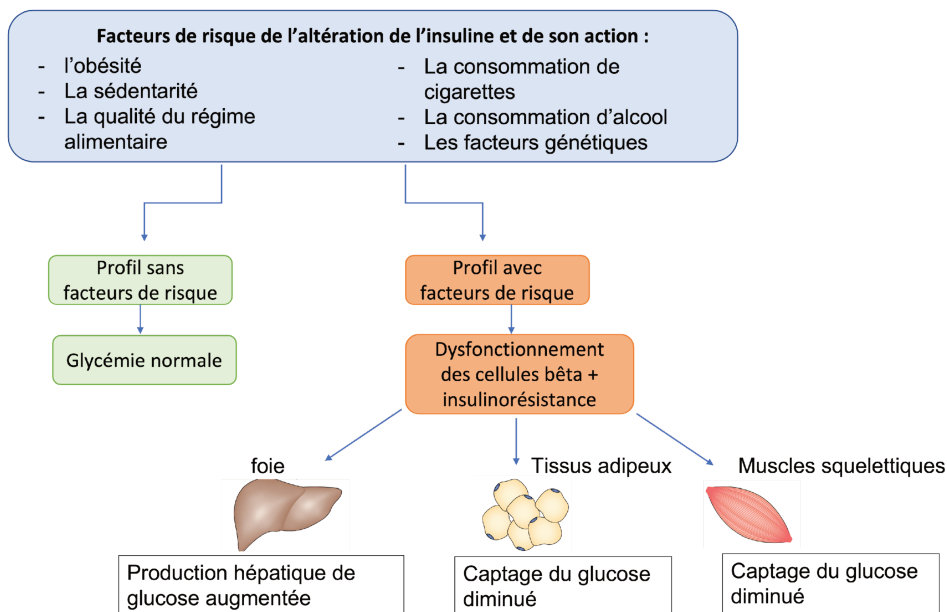 Facteurs de risque de l'altération de l'insuline et de son action :
- l'obésité
- La sédentarité
- La qualité du régime
alimentaire
- La consommation de
cigarettes
- La consommation d'alcool
- Les facteurs génétiques
Profil sans
facteurs de risque
Profil avec
facteurs de risque
Glycémie normale
Dysfonctionnement
des cellules bêta +
insulinorésistance
foie
Tissus adipeux
Muscles squelettiques
Production hépatique de
glucose augmentée
Captage du glucose
diminué
Captage du glucose
diminué